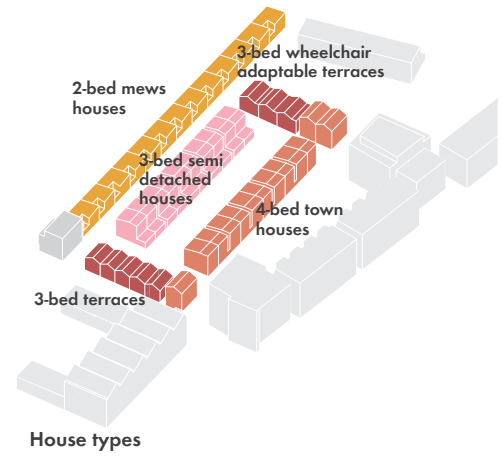 3-bed wheelchair
adaptable terraces
2-bed mews
houses
3-bed semi
detached
houses
4-bed town
houses
3-bed terraces
House types